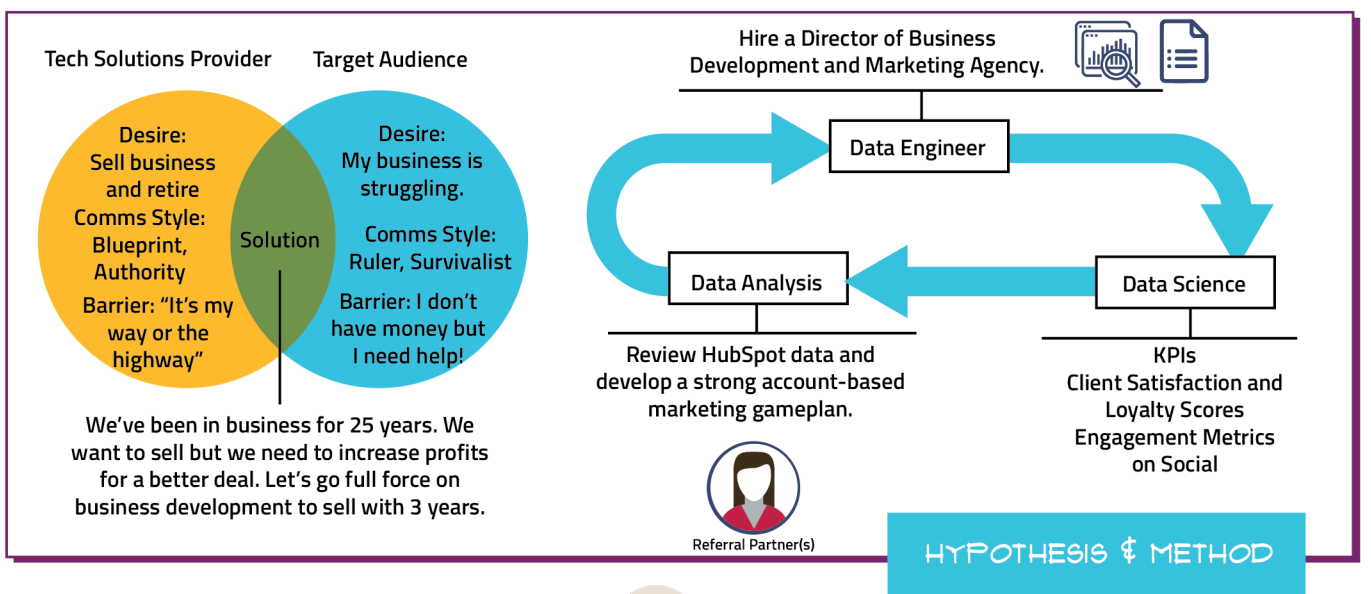 Tech Solutions Provider
Target Audience
Desire:
Sell business
and retire
Comms Style:
Blueprint,
Authority
Barrier: “It’s my
way or the
highway”
Solution
Desire:
My business is
struggling.
Comms Style:
Ruler, Survivalist
Barrier: I don’t
have money but
I need help!
We’ve been in business for 25 years. We
want to sell but we need to increase profits
for a better deal. Let’s go full force on
business development to sell with 3 years.
Hire a Director of Business
Development and Marketing Agency.
Data Engineer
Data Science
KPIs
Client Satisfaction and
Loyalty Scores
Engagement Metrics
on Social
Data Analysis
Review HubSpot data and
develop a strong account-based
marketing gameplan.
Referral Partner(s)
HYPOTHESIS & METHOD